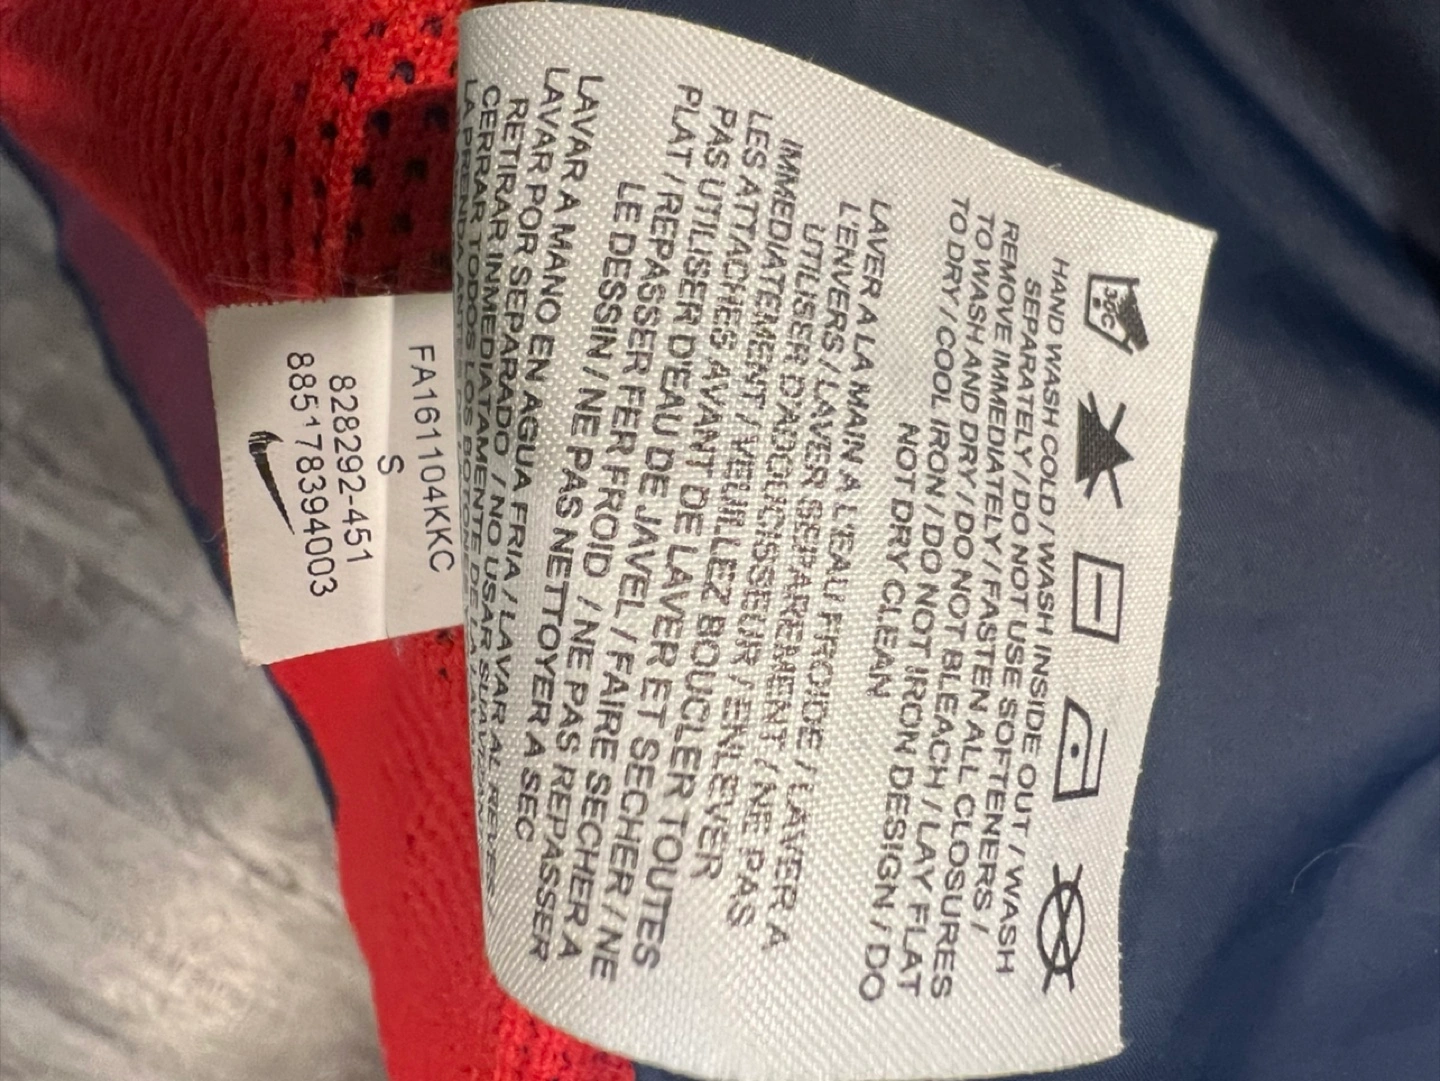 30C
HAND WASH COLD / WASH INSIDE OUT / WASH
SEPARATELY / DO NOT USE SOFTENERS /
REMOVE IMMEDIATELY / FASTEN ALL CLOSURES
TO WASH AND DRY / DO NOT BLEACH / LAY FLAT
TO DRY / COOL IRON / DO NOT IRON DESIGN / DO
NOT DRY CLEAN
LAVER A LA MAIN A L'EAU FROIDE / LAVER A
L'ENVERS / LAVER SEPAREMENT / NE PAS
UTILISER D'ADOUCISSEUR / ENLEVER
IMMEDIATEMENT / VEUILLEZ BOUCLER TOUTES
LES ATTACHES AVANT DE LAVER ET SECHER / NE
PAS UTILISER D'EAU DE JAVEL / FAIRE SECHER A
PLAT / REPASSER FER FROID / NE PAS REPASSER
LE DESSIN / NE PAS NETTOYER A SEC
LAVAR A MANO EN AGUA FRIA / LAVAR AL REVES /
LAVAR POR SEPARADO / NO USAR
RETIRAR INMEDIATAMENTE DE LA
CERRAR TODOS LOS BOTONES
LA PRENDA
FA161104KKC
S
828292-451
885178394003